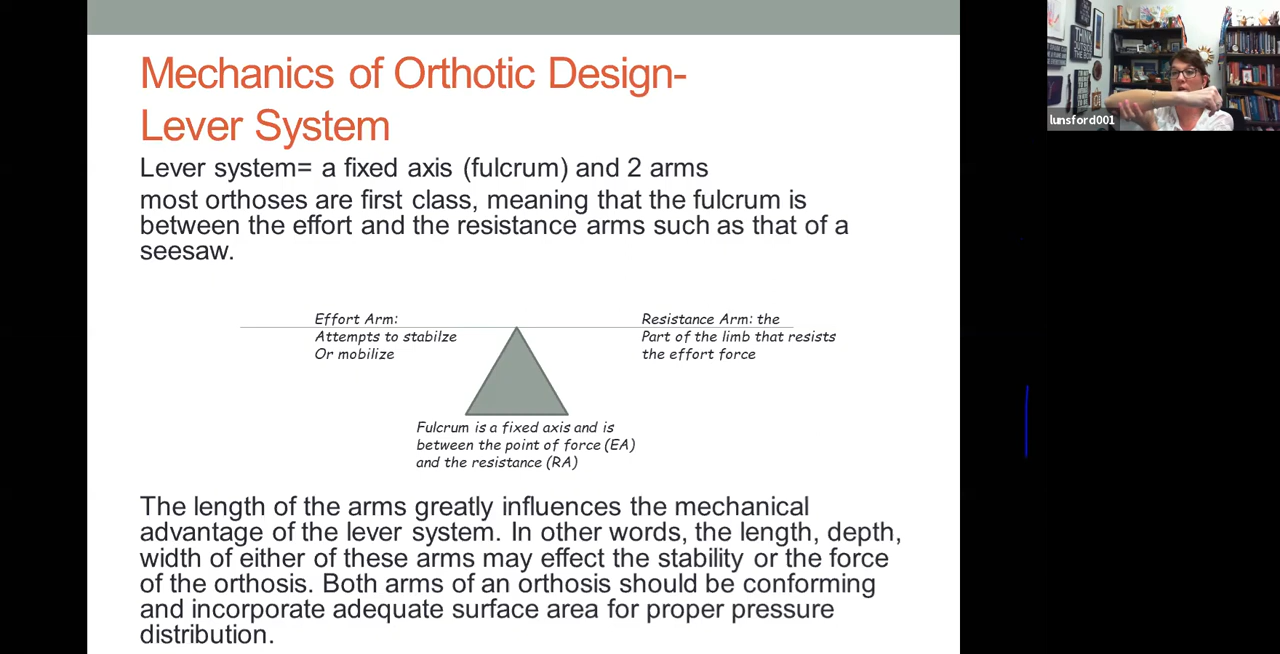 Mechanics of Orthotic Design-
Lever System
Lever system= a fixed axis (fulcrum) and 2 arms
most orthoses are first class, meaning that the fulcrum is
between the effort and the resistance arms such as that of a
seesaw.
Effort Arm:
Attempts to stabilze
Or mobilize
Resistance Arm: the
Part of the limb that resists
the effort force
Fulcrum is a fixed axis and is
between the point of force (EA)
and the resistance (RA)
The length of the arms greatly influences the mechanical
advantage of the lever system. In other words, the length, depth,
width of either of these arms may effect the stability or the force
of the orthosis. Both arms of an orthosis should be conforming
and incorporate adequate surface area for proper pressure
distribution.
THINK
OUTSIDE
THE BOX
lunsford001